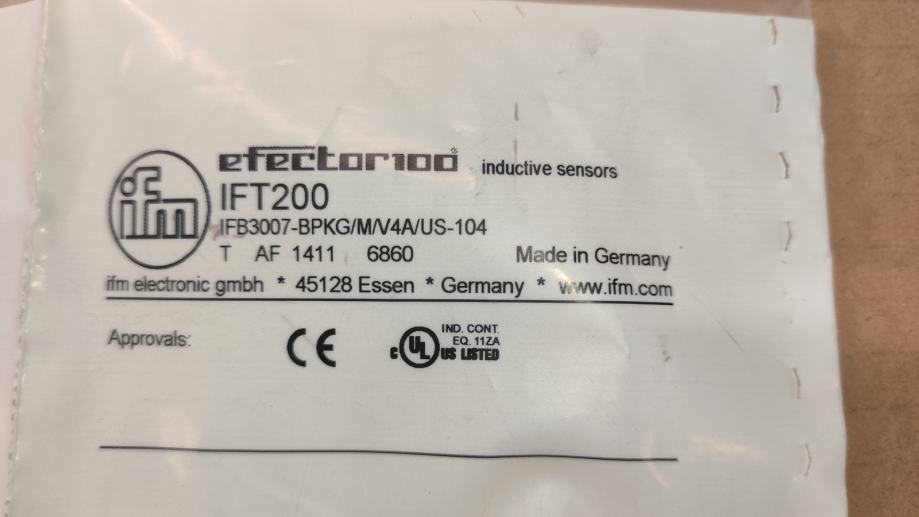 ifm
efector100® inductive sensors
IFT200
IFB3007-BPKG/M/V4A/US-104
T AF 1411 6860 Made in Germany
ifm electronic gmbh * 45128 Essen * Germany * www.ifm.com
Approvals: CE
IND. CONT.
EQ. 11ZA
c UL US LISTED